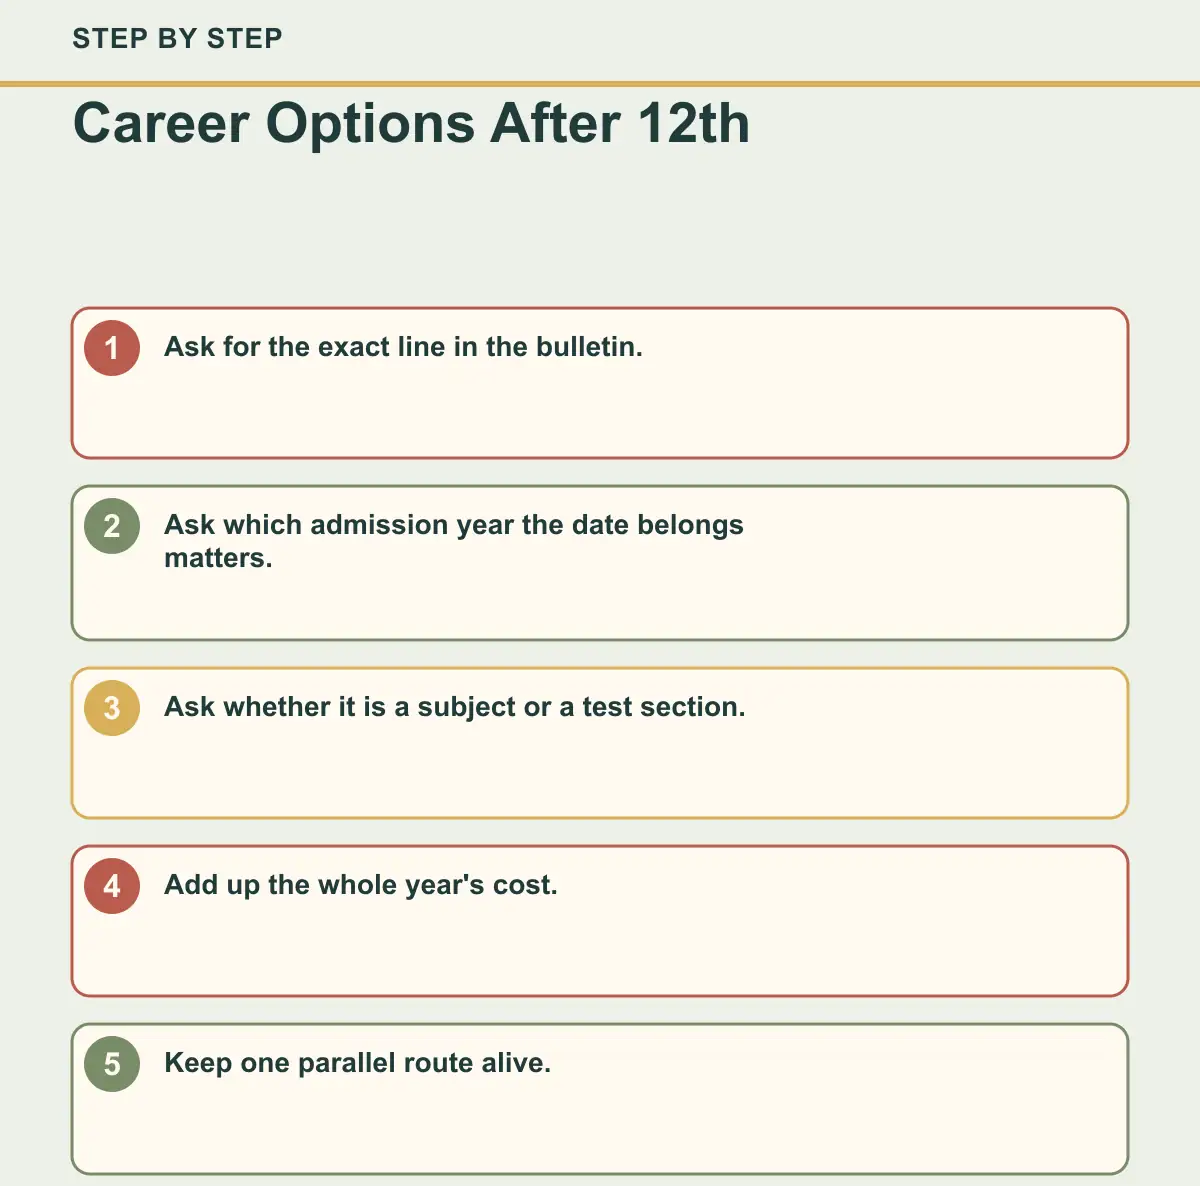 STEP BY STEP
Career Options After 12th
1 Ask for the exact line in the bulletin.
2 Ask which admission year the date belongs
matters.
3 Ask whether it is a subject or a test section.
4 Add up the whole year's cost.
5 Keep one parallel route alive.